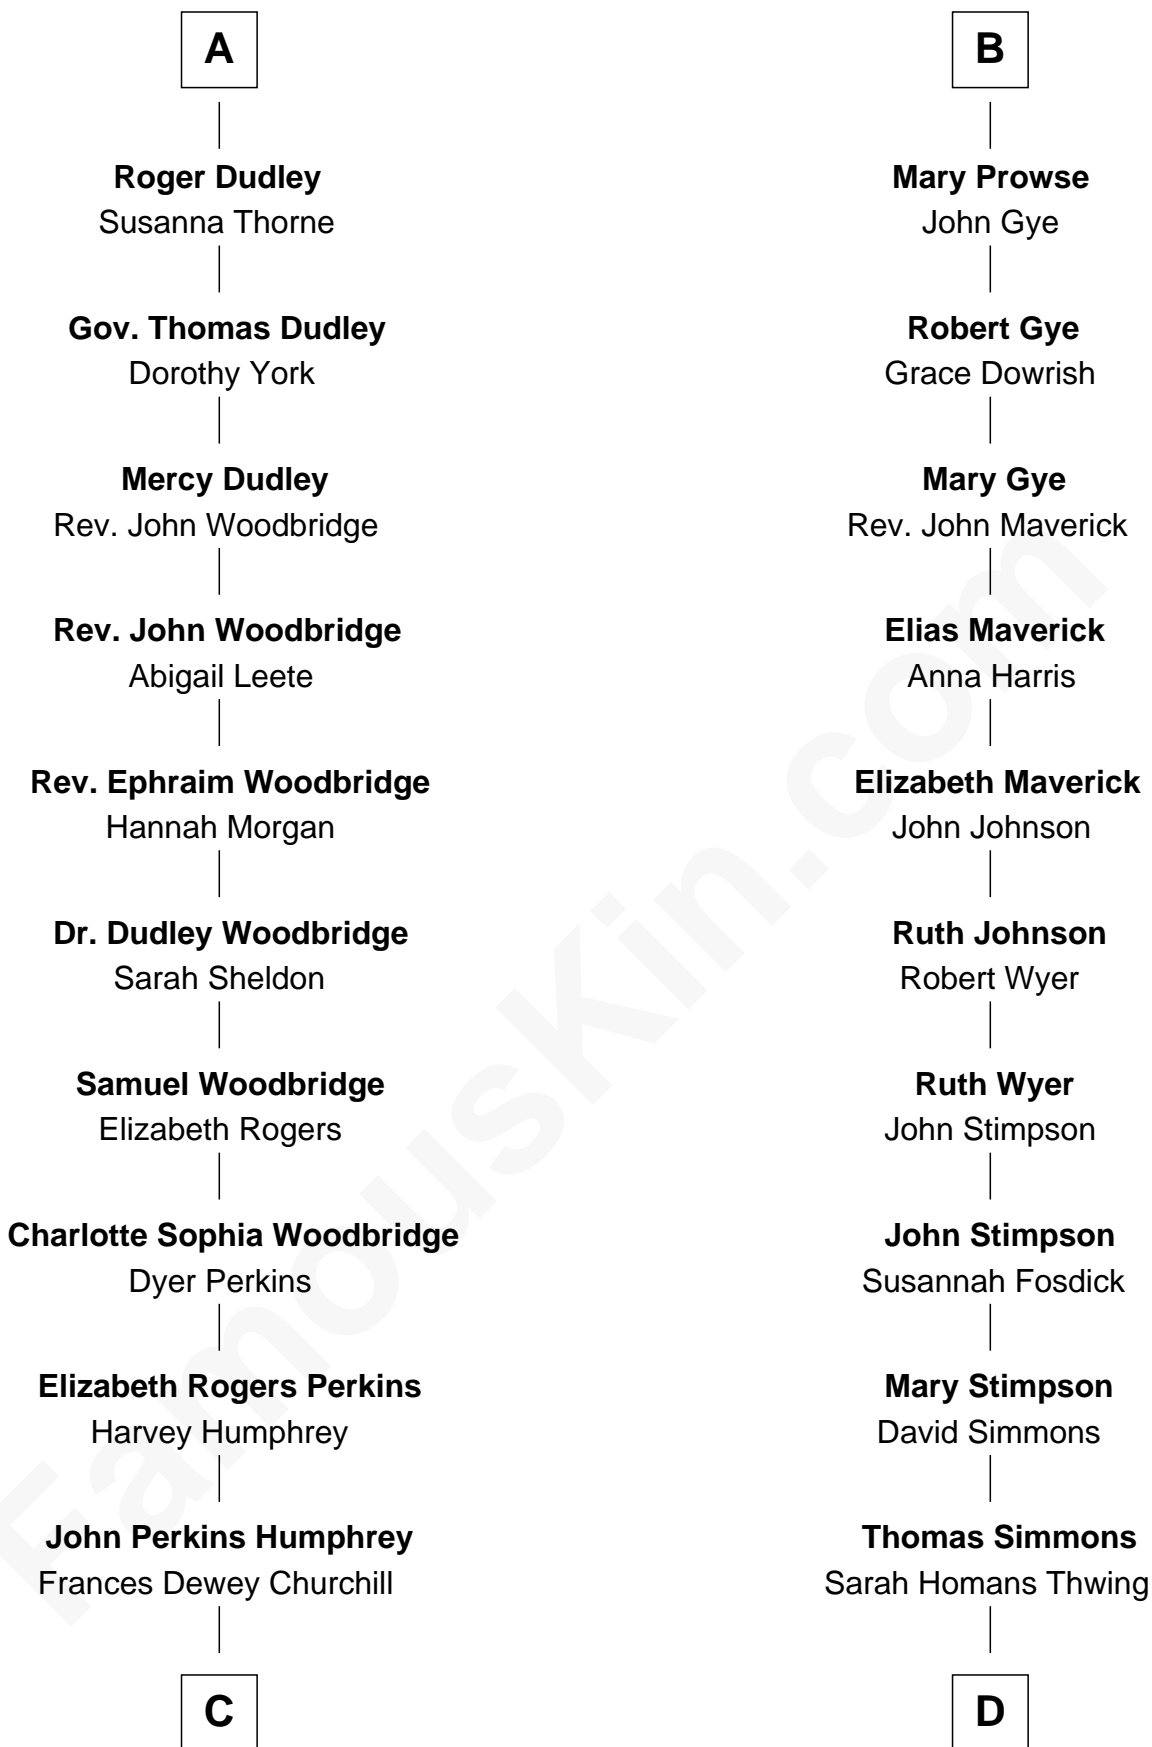 A
Roger Dudley
Susanna Thorne
Gov. Thomas Dudley
Dorothy York
Mercy Dudley
Rev. John Woodbridge
Rev. John Woodbridge
Abigail Leete
Rev. Ephraim Woodbridge
Hannah Morgan
Dr. Dudley Woodbridge
Sarah Sheldon
Samuel Woodbridge
Elizabeth Rogers
Charlotte Sophia Woodbridge
Dyer Perkins
Elizabeth Rogers Perkins
Harvey Humphrey
John Perkins Humphrey
Frances Dewey Churchill
C
B
Mary Prowse
John Gye
Robert Gye
Grace Dowrish
Mary Gye
Rev. John Maverick
Elias Maverick
Anna Harris
Elizabeth Maverick
John Johnson
Ruth Johnson
Robert Wyer
Ruth Wyer
John Stimpson
John Stimpson
Susannah Fosdick
Mary Stimpson
David Simmons
Thomas Simmons
Sarah Homans Thwing
D
FamousKin.com